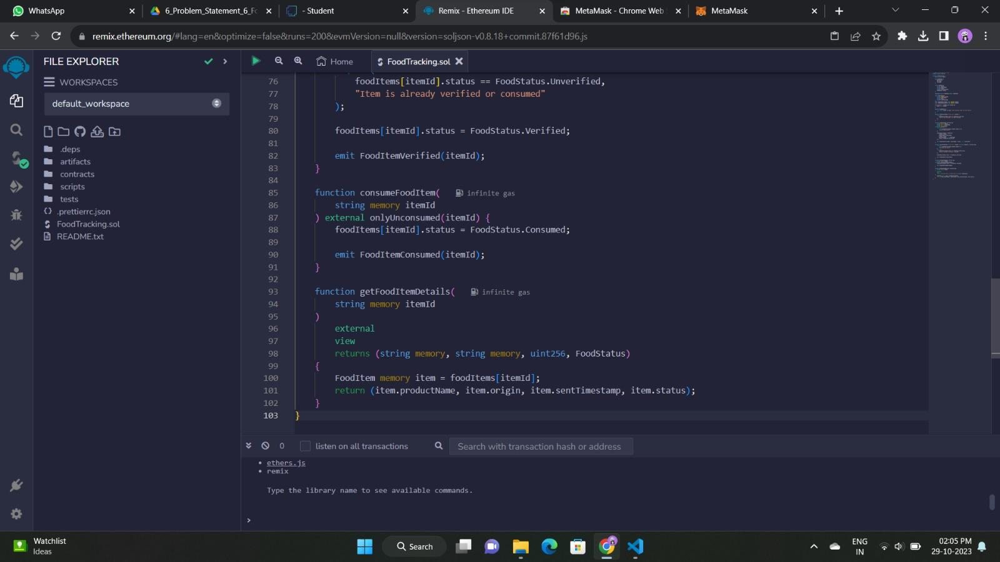 WhatsApp
6_Problem_Statement_6_Fo
- Student
Remix - Ethereum IDE
MetaMask - Chrome Web
MetaMask
remix.ethereum.org/#lang=en&optimize=false&runs=200&evmVersion=null&version=soljson-v0.8.18+commit.87f61d96.js
FILE EXPLORER
WORKSPACES
default_workspace
.deps
artifacts
contracts
scripts
tests
.prettierrc.json
FoodTracking.sol
README.txt
Home
FoodTracking.sol
76 foodItems[itemId].status == FoodStatus.Unverified,
77 "Item is already verified or consumed"
78 );
79
80 foodItems[itemId].status = FoodStatus.Verified;
81
82 emit FoodItemVerified(itemId);
83 }
84
85 function consumeFoodItem( infinite gas
86 string memory itemId
87 ) external onlyUnconsumed(itemId) {
88 foodItems[itemId].status = FoodStatus.Consumed;
89
90 emit FoodItemConsumed(itemId);
91 }
92
93 function getFoodItemDetails( infinite gas
94 string memory itemId
95 )
96 external
97 view
98 returns (string memory, string memory, uint256, FoodStatus)
99 {
100 FoodItem memory item = foodItems[itemId];
101 return (item.productName, item.origin, item.sentTimestamp, item.status);
102 }
103 }
0
listen on all transactions
Search with transaction hash or address
• ethers.js
• remix
Type the library name to see available commands.
>
Watchlist
Ideas
Search
ENG
IN
02:05 PM
29-10-2023